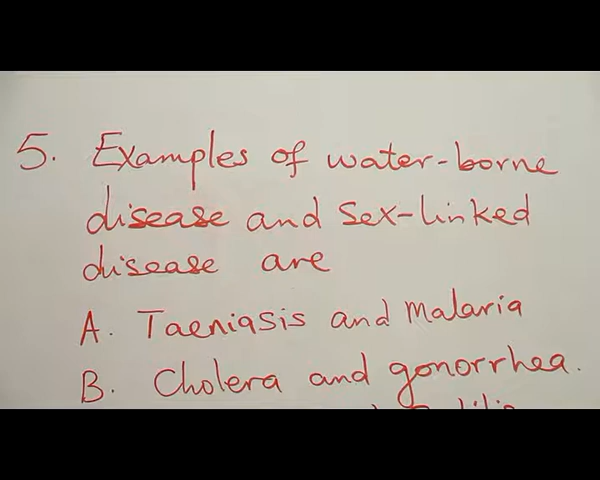 5. Examples of water-borne
disease and sex-linked
disease are
A. Taeniasis and malaria
B. Cholera and gonorrhea.